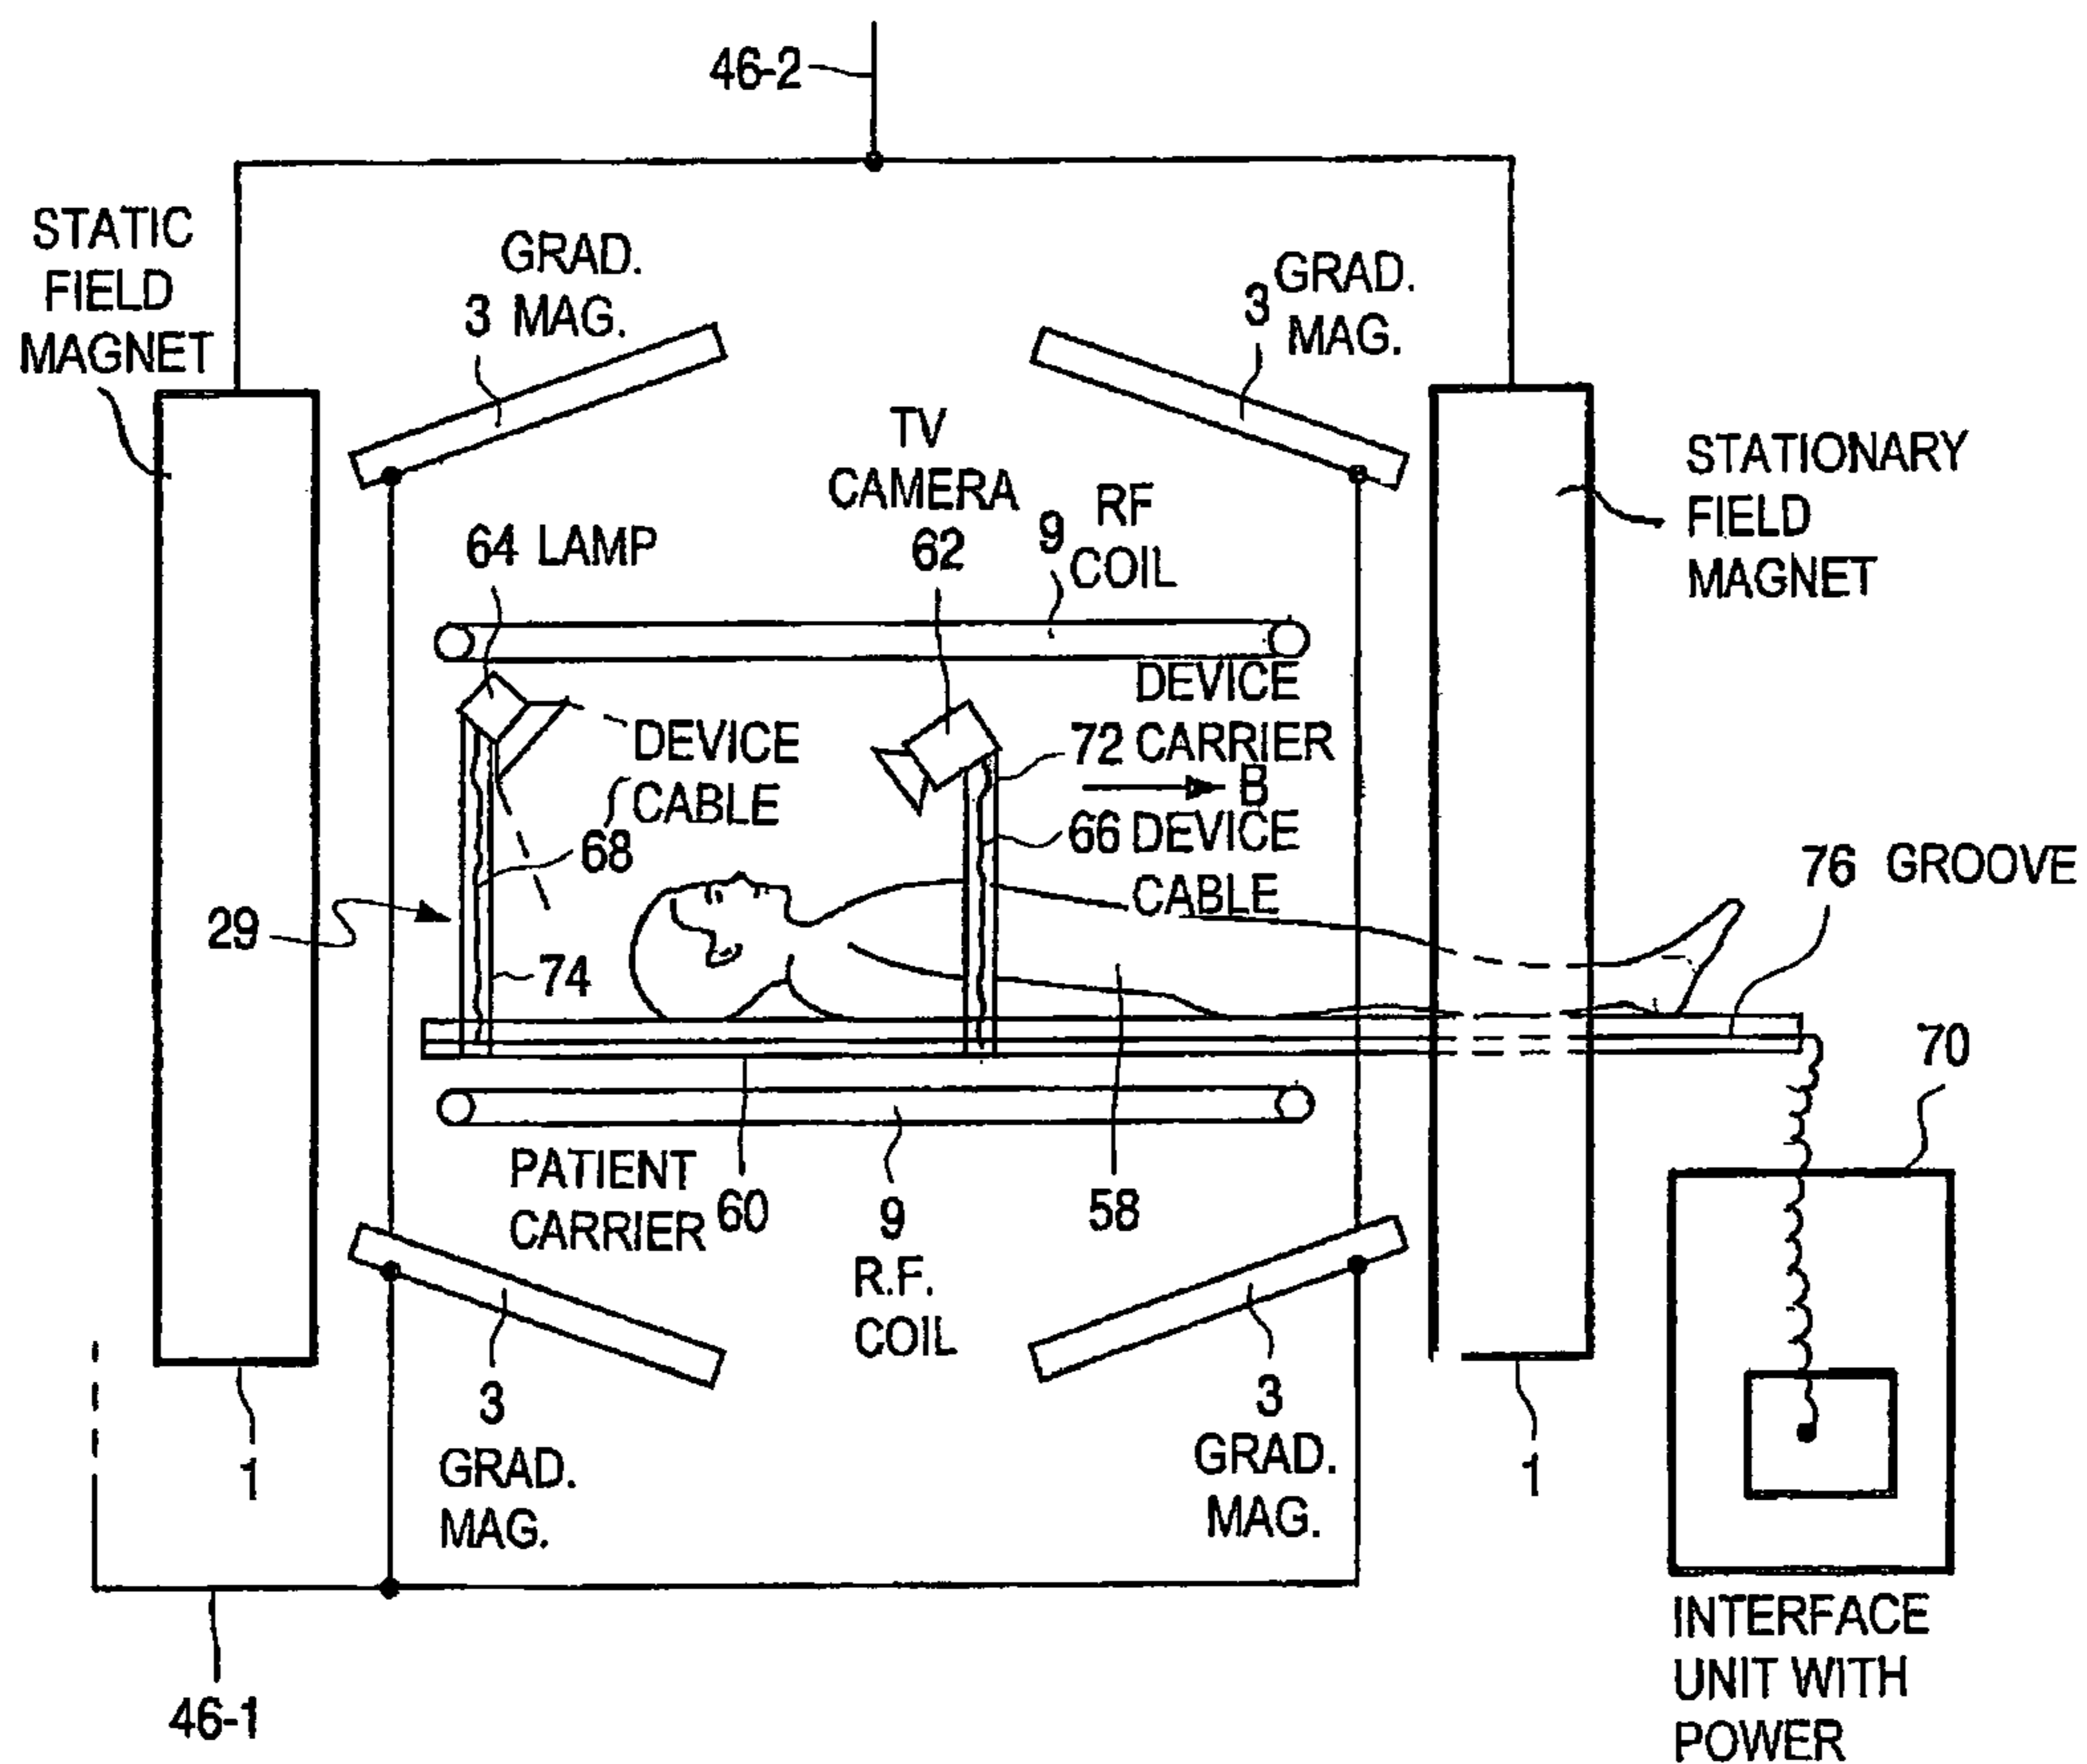 46-2
STATIC
FIELD
MAGNET
GRAD.
3 MAG.
GRAD.
3 MAG.
TV
CAMERA
62
RF
9 COIL
64 LAMP
STATIONARY
FIELD
MAGNET
DEVICE
CABLE
68
DEVICE
72 CARRIER
B
66 DEVICE
CABLE
76 GROOVE
29
74
70
PATIENT
CARRIER 60
9
R.F.
COIL
58
3
GRAD.
MAG.
3
GRAD.
MAG.
1
1
46-1
INTERFACE
UNIT WITH
POWER